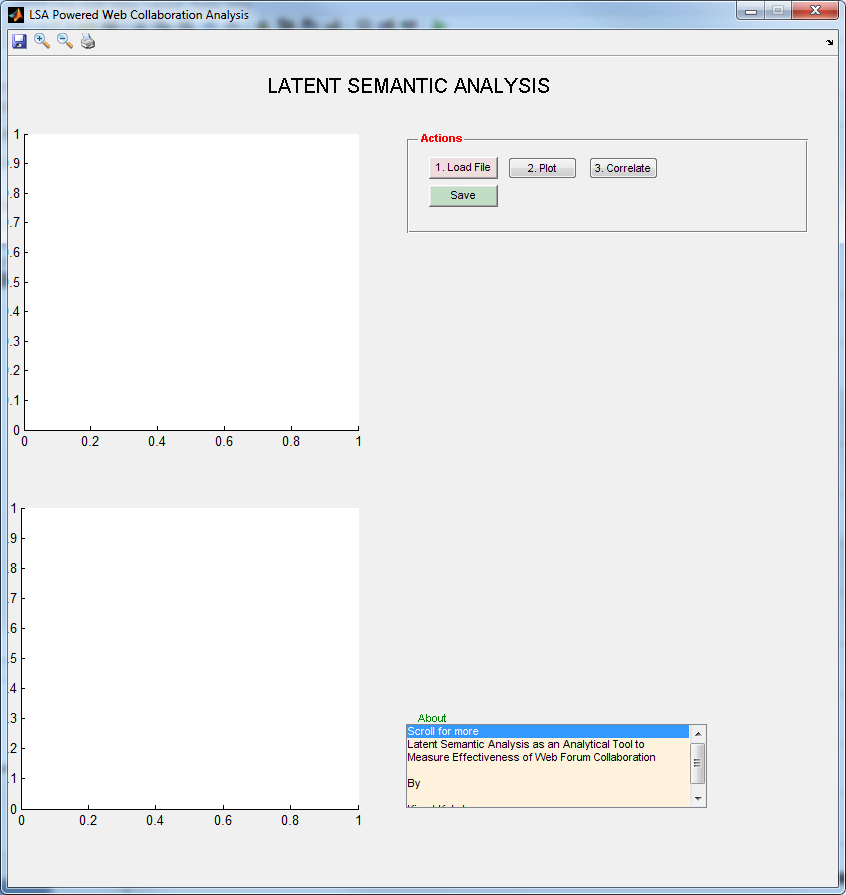 LSA Powered Web Collaboration Analysis
LATENT SEMANTIC ANALYSIS
1
.9
.8
.7
.6
.5
.4
.3
.2
.1
0
0 0.2 0.4 0.6 0.8 1
Actions
1. Load File 2. Plot 3. Correlate
Save
1
.9
.8
.7
.6
.5
.4
.3
.2
.1
0
0 0.2 0.4 0.6 0.8 1
About
Scroll for more
Latent Semantic Analysis as an Analytical Tool to
Measure Effectiveness of Web Forum Collaboration
By